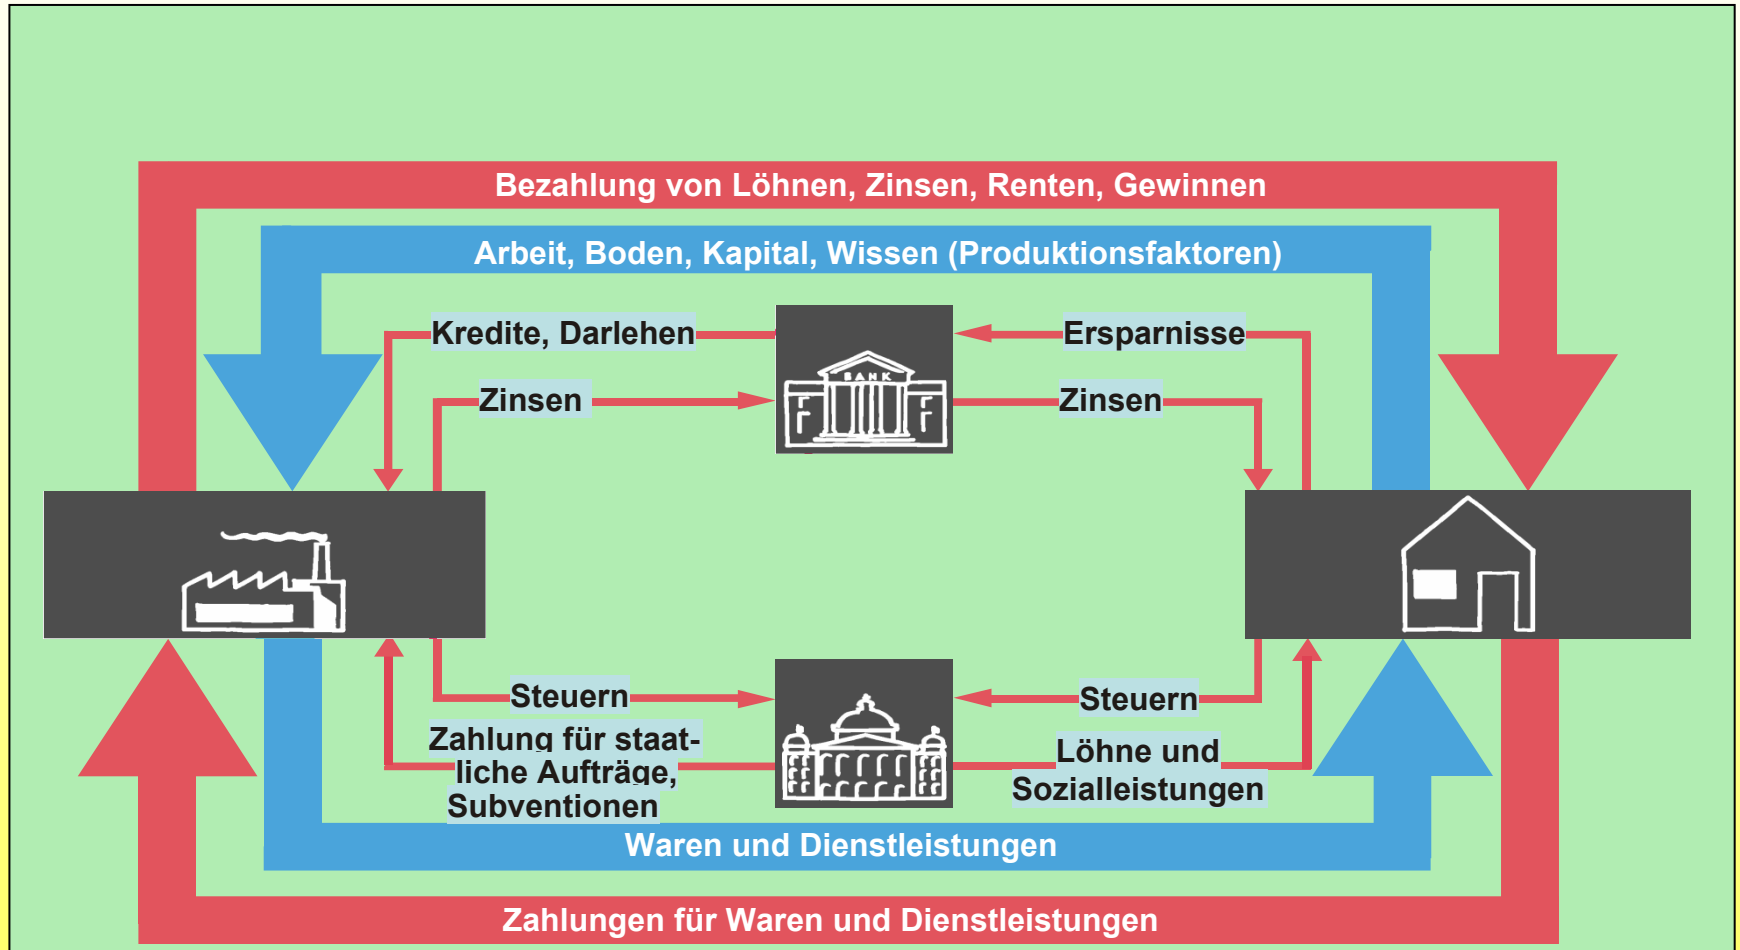 Bezahlung von Löhnen, Zinsen, Renten, Gewinnen
Arbeit, Boden, Kapital, Wissen (Produktionsfaktoren)
Kredite, Darlehen
Ersparnisse
BANK
Zinsen
Zinsen
Steuern
Steuern
Zahlung für staat-
liche Aufträge,
Subventionen
Löhne und
Sozialleistungen
Waren und Dienstleistungen
Zahlungen für Waren und Dienstleistungen